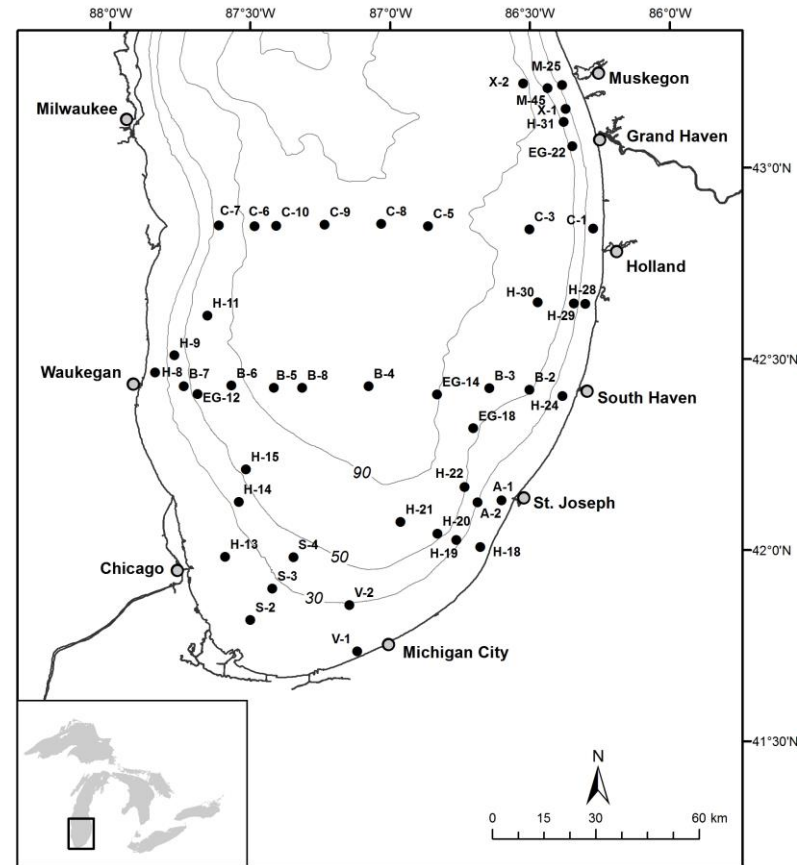 88°0'W 87°30'W 87°0'W 86°30'W 86°0'W
M-25
X-2
Muskegon
M-45
X-1
Milwaukee
H-31
Grand Haven
EG-22
43°0'N
C-7 C-6 C-10 C-9 C-8 C-5 C-3 C-1
Holland
H-30 H-28
H-29
H-11
H-9
42°30'N
Waukegan
H-8 B-7 B-6 B-5 B-8 B-4 EG-14 B-3 B-2
EG-12
H-24
South Haven
EG-18
H-15
90
H-22
A-1
H-14
St. Joseph
A-2
H-21
H-20
H-19
H-18
42°0'N
H-13
S-4
50
Chicago
S-3
30
V-2
S-2
V-1
Michigan City
41°30'N
N
0 15 30 60 km